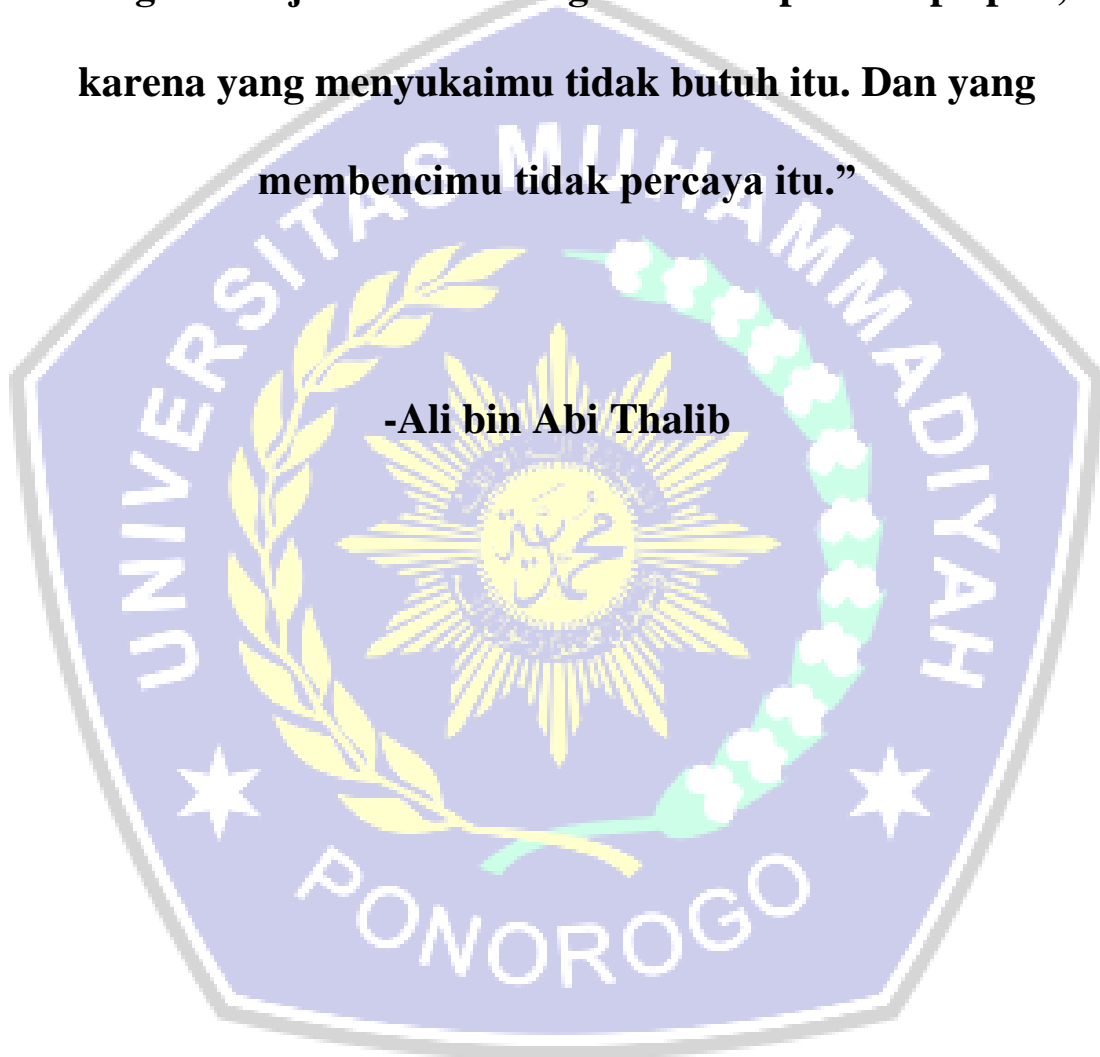 karena yang menyukaimu tidak butuh itu. Dan yang
membencimu tidak percaya itu.”
-Ali bin Abi Thalib
UNIVERSITAS MUHAMMADIYAH
PONOROGO